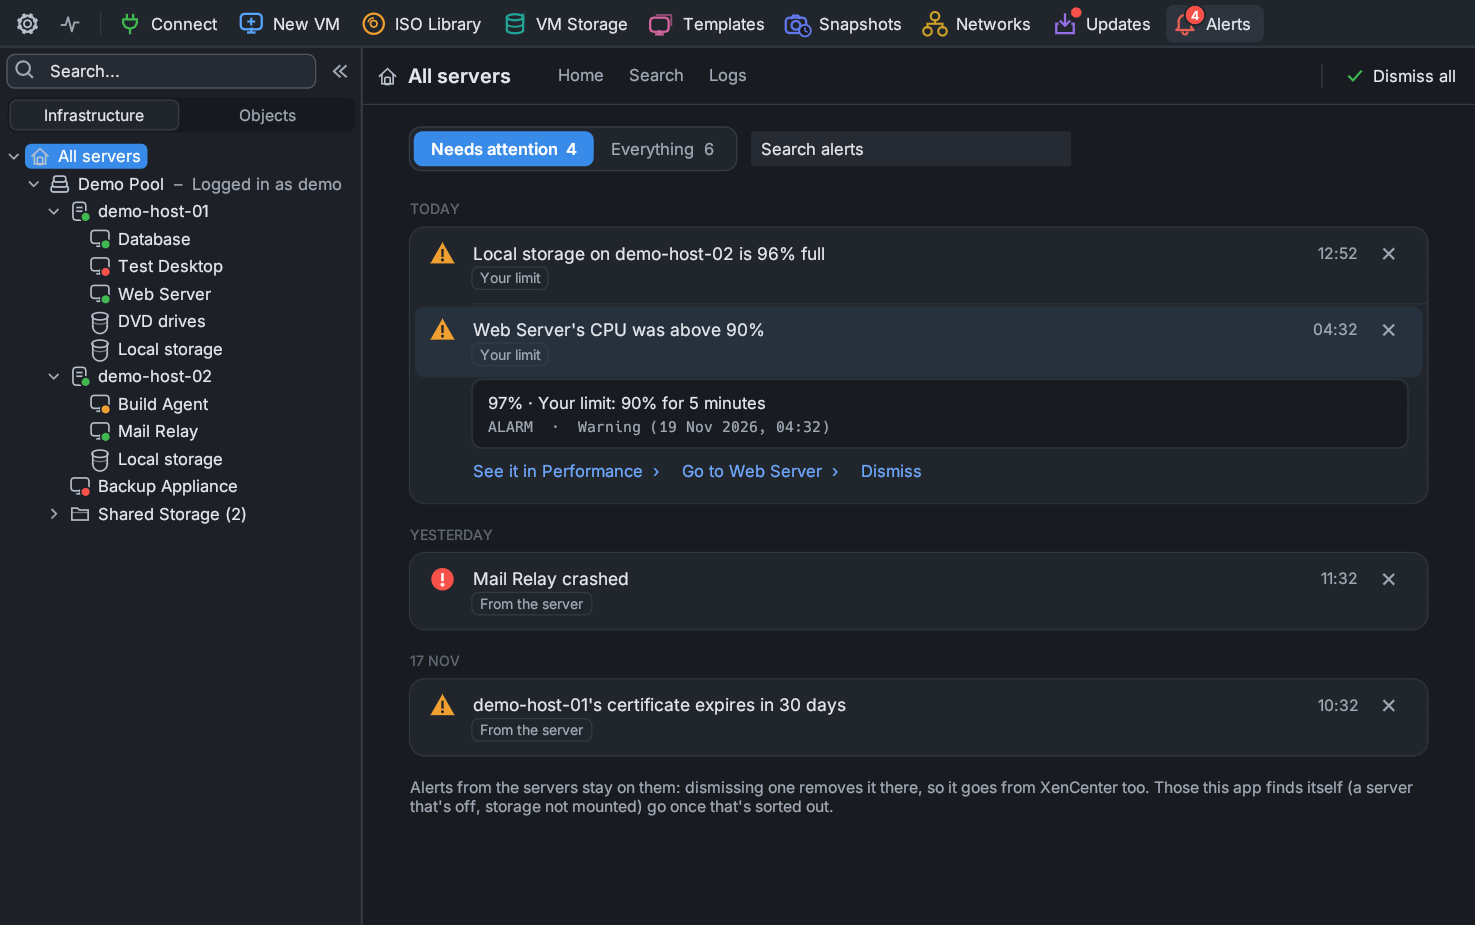 Connect
New VM
ISO Library
VM Storage
Templates
Snapshots
Networks
Updates
4
Alerts
Search...
All servers
Home
Search
Logs
Dismiss all
Infrastructure
Objects
All servers
Demo Pool – Logged in as demo
demo-host-01
Database
Test Desktop
Web Server
DVD drives
Local storage
demo-host-02
Build Agent
Mail Relay
Local storage
Backup Appliance
Shared Storage (2)
Needs attention 4
Everything 6
Search alerts
TODAY
Local storage on demo-host-02 is 96% full
12:52
Your limit
Web Server's CPU was above 90%
04:32
Your limit
97% · Your limit: 90% for 5 minutes
ALARM · Warning (19 Nov 2026, 04:32)
See it in Performance ›
Go to Web Server ›
Dismiss
YESTERDAY
Mail Relay crashed
11:32
From the server
17 NOV
demo-host-01's certificate expires in 30 days
10:32
From the server
Alerts from the servers stay on them: dismissing one removes it there, so it goes from XenCenter too. Those this app finds itself (a server
that's off, storage not mounted) go once that's sorted out.